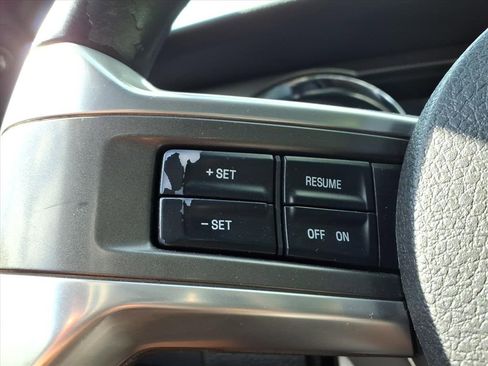 + SET
RESUME
– SET
OFF ON